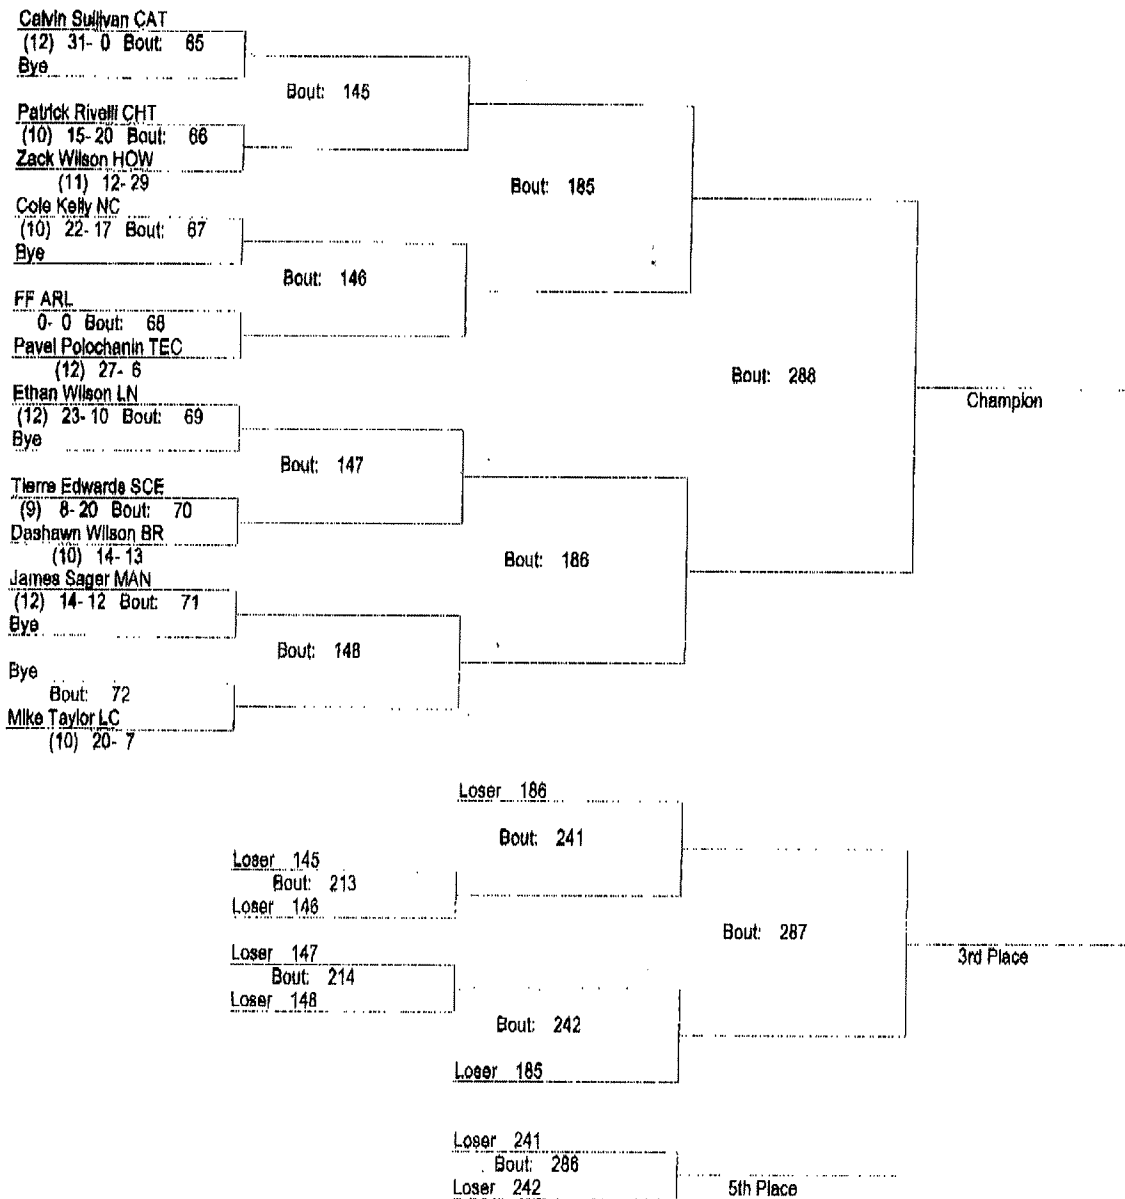 Calvin Sullivan CAT
(12) 31- 0 Bout: 65
Bye
Bout: 145
Patrick Rivelli CHT
(10) 15- 20 Bout: 66
Zack Wilson HOW
(11) 12- 29
Bout: 185
Cole Kelly NC
(10) 22- 17 Bout: 67
Bye
Bout: 146
FF ARL
0- 0 Bout: 68
Pavel Polochanin TEC
(12) 27- 6
Bout: 288
Champion
Ethan Wilson LN
(12) 23- 10 Bout: 69
Bye
Bout: 147
Tierre Edwards SCE
(9) 8- 20 Bout: 70
Dashawn Wilson BR
(10) 14- 13
Bout: 186
James Sager MAN
(12) 14- 12 Bout: 71
Bye
Bout: 148
Bye
Bout: 72
Mike Taylor LC
(10) 20- 7
Loser 186
Bout: 241
Loser 145
Bout: 213
Loser 146
Bout: 287
Loser 147
3rd Place
Bout: 214
Loser 148
Bout: 242
Loser 185
Loser 241
Bout: 286
Loser 242
5th Place